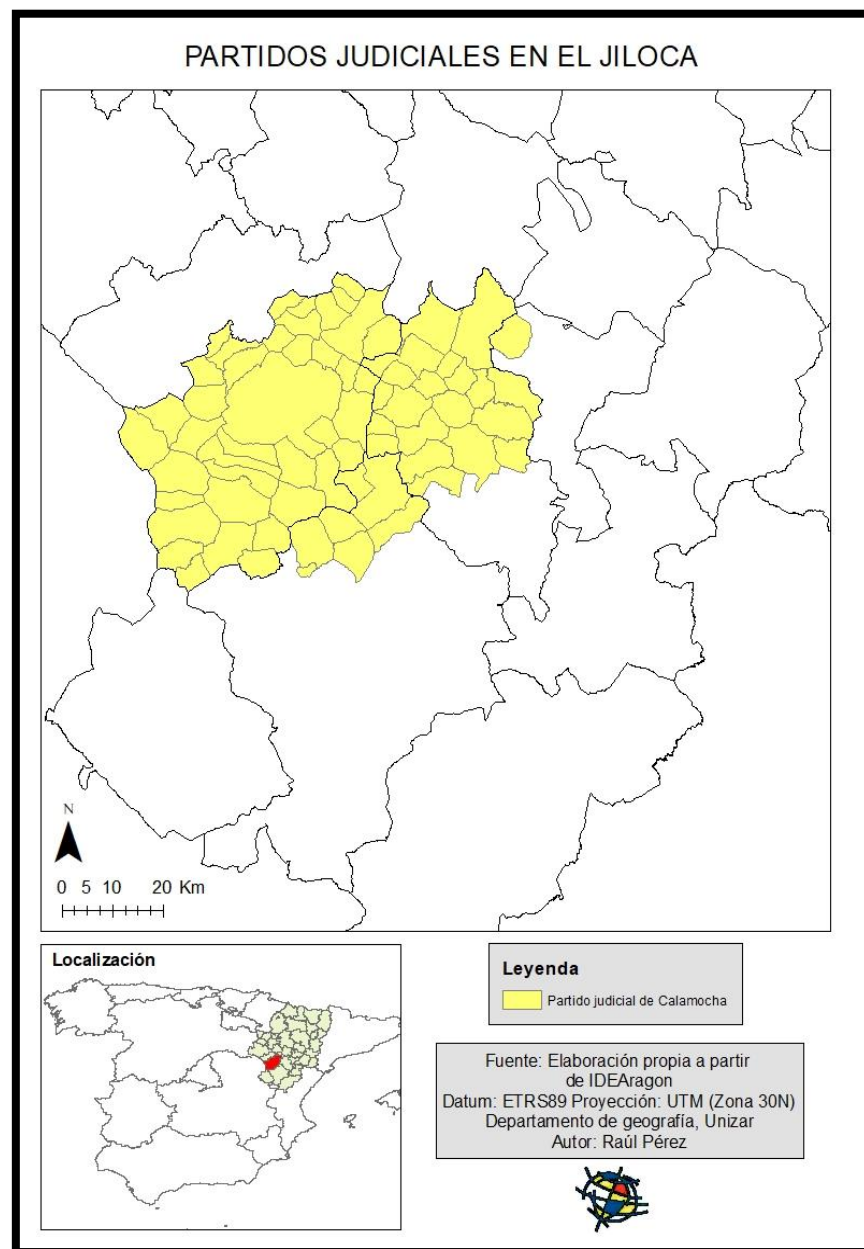 PARTIDOS JUDICIALES EN EL JILOCA
N
0 5 10 20 Km
Localización
Leyenda
Partido judicial de Calamocha
Fuente: Elaboración propia a partir
de IDEAragon
Datum: ETRS89 Proyección: UTM (Zona 30N)
Departamento de geografía, Unizar
Autor: Raúl Pérez